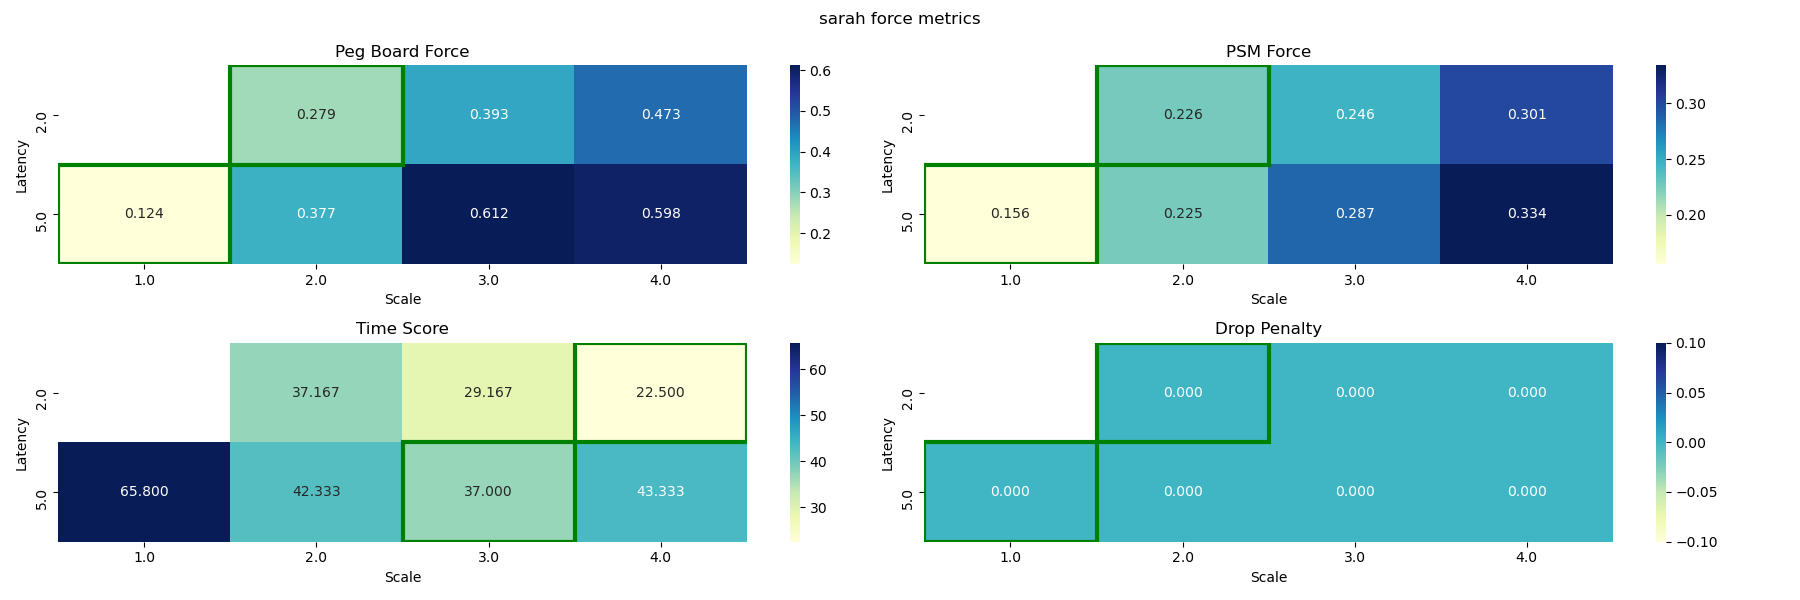 sarah force metrics
Peg Board Force
2.0
5.0
Latency
0.279 0.393 0.473
0.124 0.377 0.612 0.598
1.0 2.0 3.0 4.0
Scale
0.6
0.5
0.4
0.3
0.2
PSM Force
2.0
5.0
Latency
0.226 0.246 0.301
0.156 0.225 0.287 0.334
1.0 2.0 3.0 4.0
Scale
0.30
0.25
0.20
Time Score
2.0
5.0
Latency
37.167 29.167 22.500
65.800 42.333 37.000 43.333
1.0 2.0 3.0 4.0
Scale
60
50
40
30
Drop Penalty
2.0
5.0
Latency
0.000 0.000 0.000
0.000 0.000 0.000 0.000
1.0 2.0 3.0 4.0
Scale
0.10
0.05
0.00
−0.05
−0.10